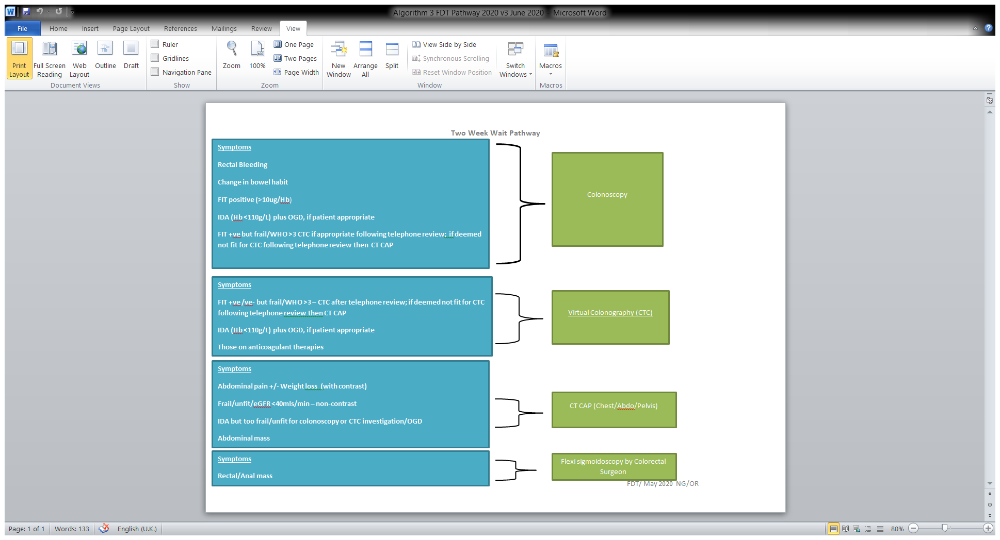 Algorithm 3 FDT Pathway 2020 v3 June 2020 - Microsoft Word
File Home Insert Page Layout References Mailings Review View
Print Layout
Full Screen Reading
Web Layout
Outline
Draft
Document Views
Ruler
Gridlines
Navigation Pane
Show
Zoom
100%
One Page
Two Pages
Page Width
Zoom
New Window
Arrange All
Split
View Side by Side
Synchronous Scrolling
Reset Window Position
Window
Switch Windows
Macros
Macros
Two Week Wait Pathway
Symptoms
Rectal Bleeding
Change in bowel habit
FIT positive (>10ug/Hb)
IDA (Hb <110g/L) plus OGD, if patient appropriate
FIT +ve but frail/WHO >3 CTC if appropriate following telephone review; if deemed
not fit for CTC following telephone review then CT CAP
Colonoscopy
Symptoms
FIT +ve /ve- but frail/WHO >3 – CTC after telephone review; if deemed not fit for CTC
following telephone review then CT CAP
IDA (Hb <110g/L) plus OGD, if patient appropriate
Those on anticoagulant therapies
Virtual Colonography (CTC)
Symptoms
Abdominal pain +/- Weight loss (with contrast)
Frail/unfit/eGFR <40mls/min – non-contrast
IDA but too frail/unfit for colonoscopy or CTC investigation/OGD
Abdominal mass
CT CAP (Chest/Abdo/Pelvis)
Symptoms
Rectal/Anal mass
Flexi sigmoidoscopy by Colorectal
Surgeon
FDT/ May 2020 NG/OR
Page: 1 of 1 Words: 133 English (U.K.) 80%